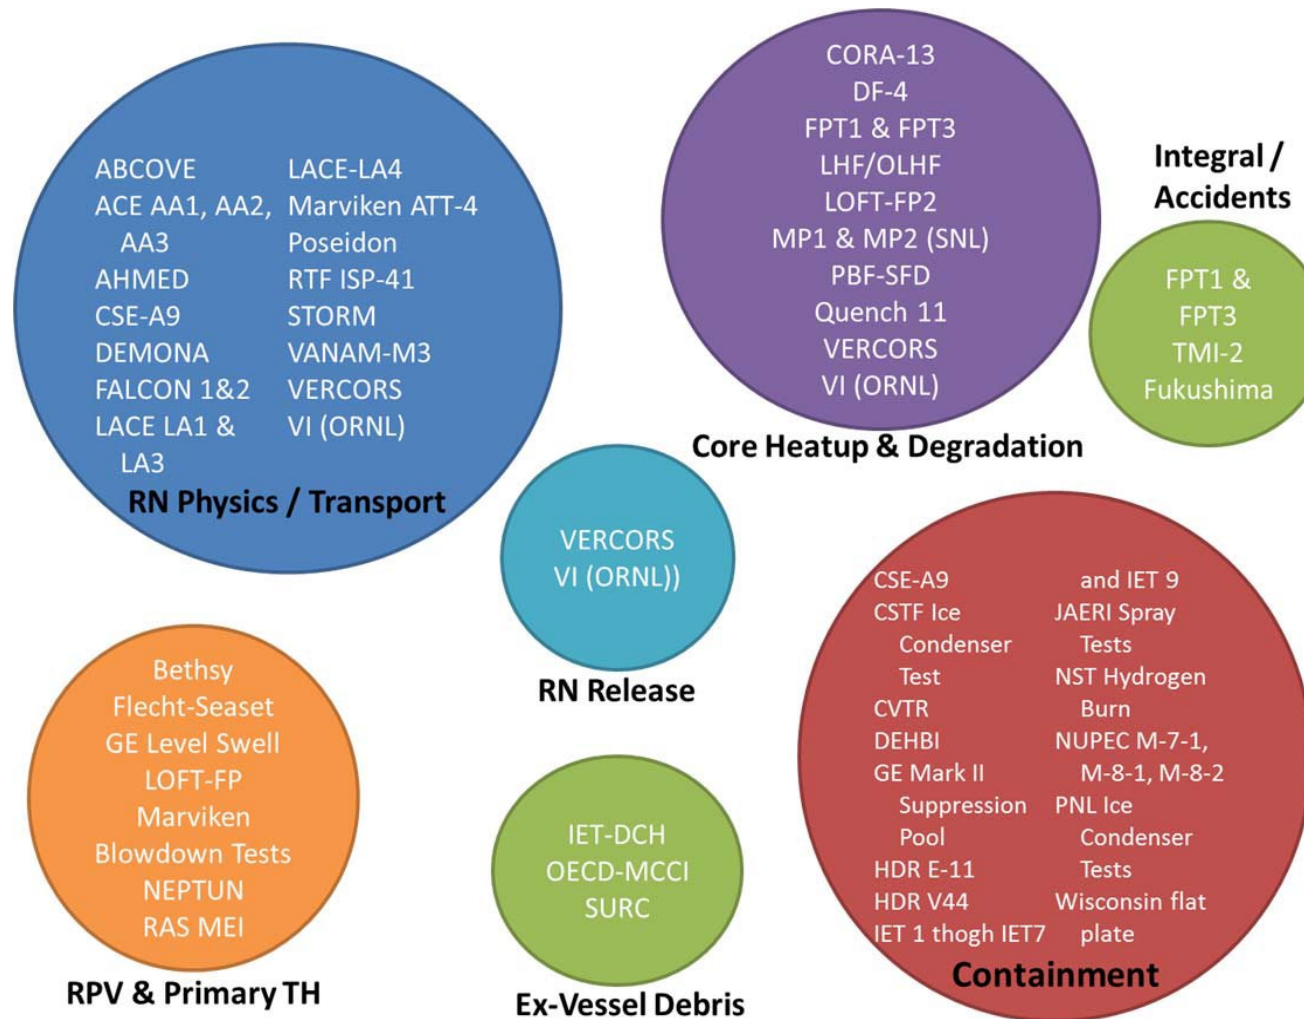 ABCOVE
ACE AA1, AA2,
AA3
AHMED
CSE-A9
DEMONA
FALCON 1&2
LACE LA1 &
LA3
LACE-LA4
Marviken ATT-4
Poseidon
RTF ISP-41
STORM
VANAM-M3
VERCORS
VI (ORNL)
RN Physics / Transport
CORA-13
DF-4
FPT1 & FPT3
LHF/OLHF
LOFT-FP2
MP1 & MP2 (SNL)
PBF-SFD
Quench 11
VERCORS
VI (ORNL)
Core Heatup & Degradation
Integral /
Accidents
FPT1 &
FPT3
TMI-2
Fukushima
VERCORS
VI (ORNL))
RN Release
Bethsy
Flecht-Seaset
GE Level Swell
LOFT-FP
Marviken
Blowdown Tests
NEPTUN
RAS MEI
RPV & Primary TH
IET-DCH
OECD-MCCI
SURC
Ex-Vessel Debris
CSE-A9
CSTF Ice
Condenser
Test
CVTR
DEHBI
GE Mark II
Suppression
Pool
HDR E-11
HDR V44
IET 1 thogh IET7
and IET 9
JAERI Spray
Tests
NST Hydrogen
Burn
NUPEC M-7-1,
M-8-1, M-8-2
PNL Ice
Condenser
Tests
Wisconsin flat
plate
Containment